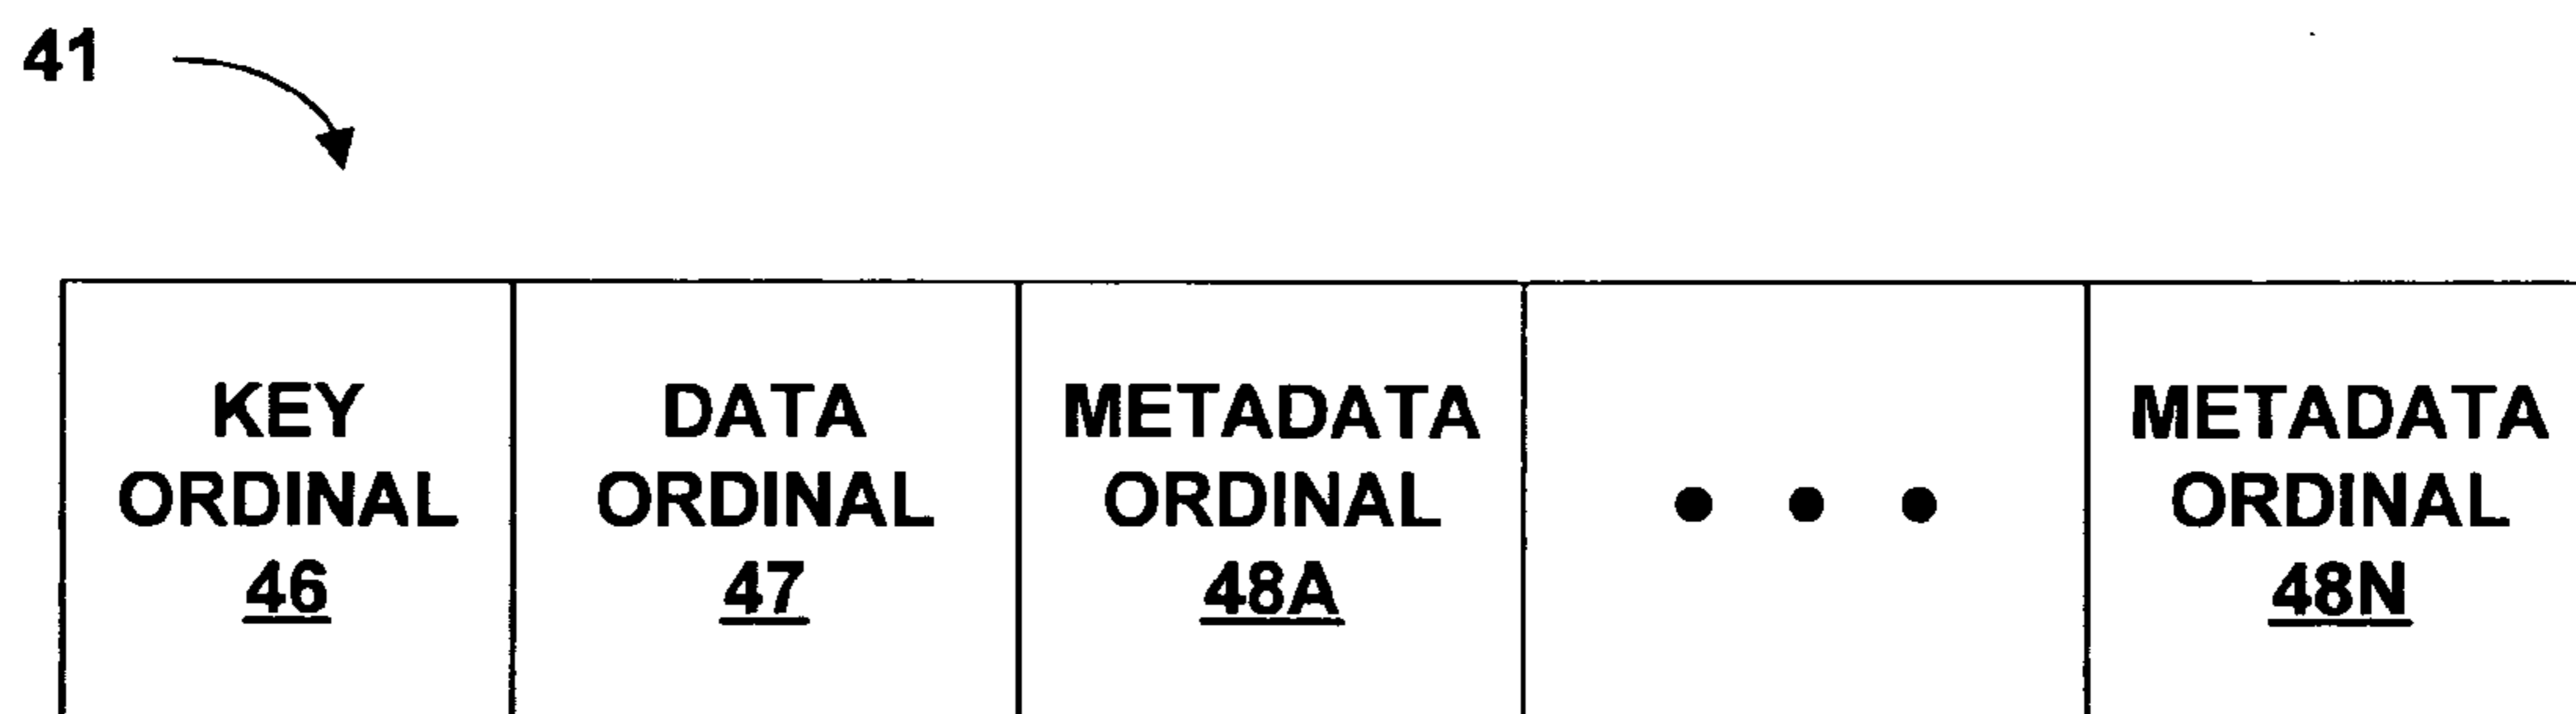 41
KEY
ORDINAL
46
DATA
ORDINAL
47
METADATA
ORDINAL
48A
• • •
METADATA
ORDINAL
48N